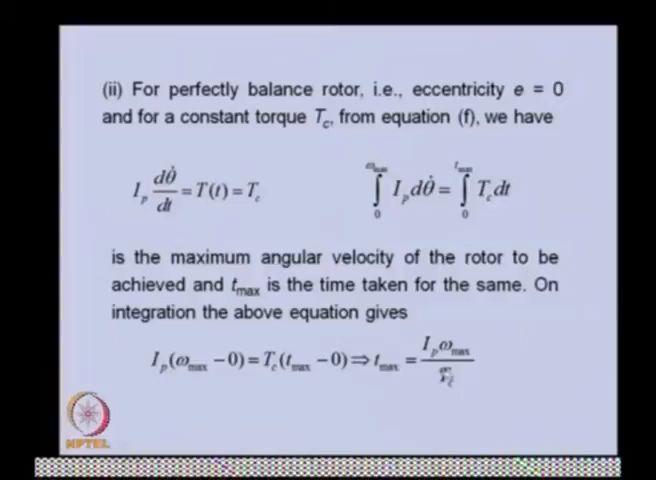 (ii) For perfectly balance rotor, i.e., eccentricity e = 0
and for a constant torque T_c, from equation (f), we have
I_p dθ̇/dt = T(t) = T_c    ∫_0^{ω_max} I_p dθ̇ = ∫_0^{t_max} T_c dt
is the maximum angular velocity of the rotor to be
achieved and t_max is the time taken for the same. On
integration the above equation gives
I_p(ω_max − 0) = T_c(t_max − 0) ⇒ t_max = I_p ω_max / T_c
NPTEL